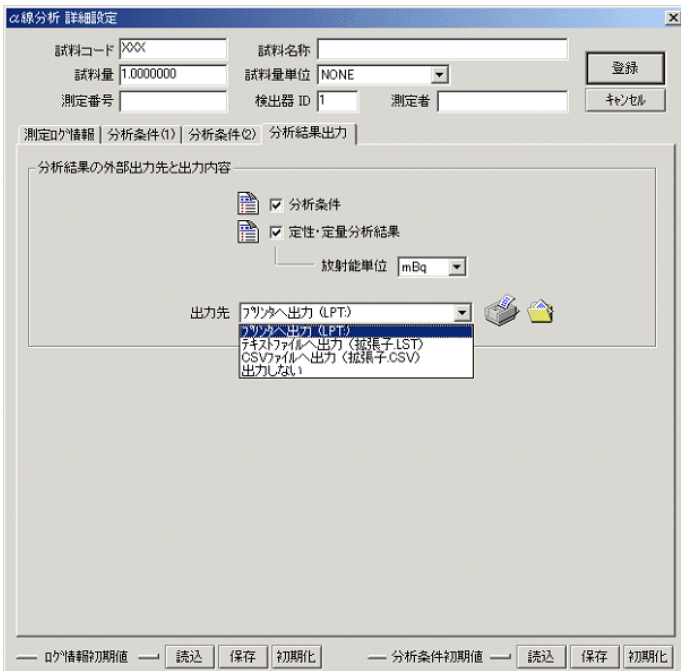 α線分析 詳細設定
試料コード XXX 試料名称
試料量 1.0000000 試料量単位 NONE 登録
測定番号 検出器 ID 1 測定者 ｷｬﾝｾﾙ
測定ﾛｸﾞ情報 分析条件(1) 分析条件(2) 分析結果出力
分析結果の外部出力先と出力内容
分析条件
定性・定量分析結果
放射能単位 mBq
出力先 ﾌﾟﾘﾝﾀへ出力 (LPT:)
ﾌﾟﾘﾝﾀへ出力 (LPT:)
ﾃｷｽﾄﾌｧｲﾙへ出力 (拡張子.LST)
CSVﾌｧｲﾙへ出力 (拡張子.CSV)
出力しない
ﾛｸﾞ情報初期値 読込 保存 初期化 分析条件初期値 読込 保存 初期化